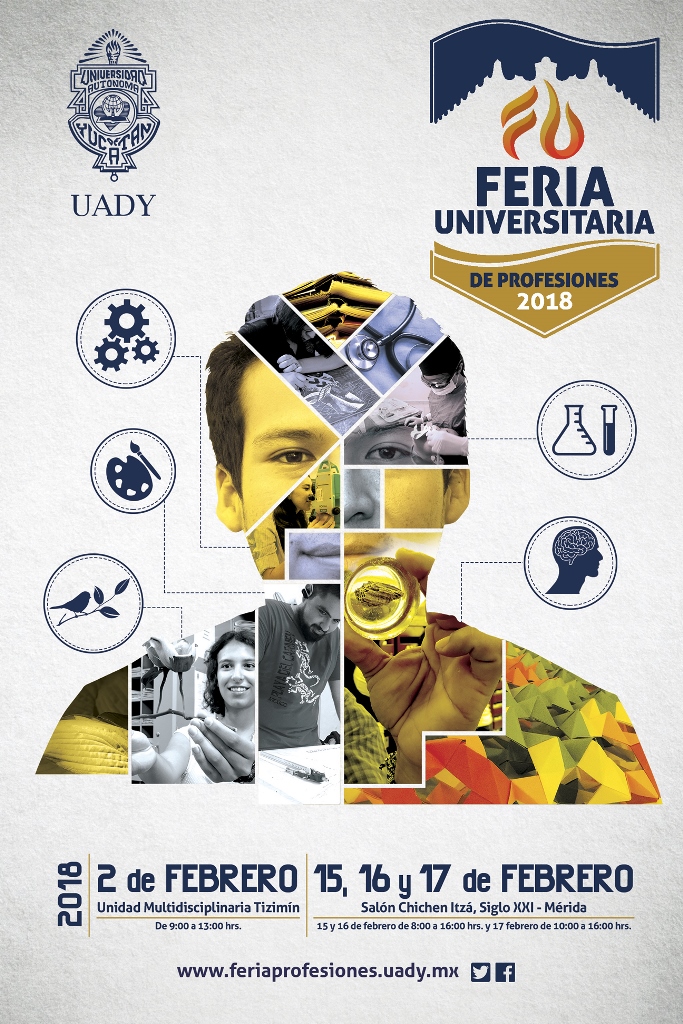 UNIVERSIDAD
AUTÓNOMA
YUCATAN
UADY
FU
FERIA
UNIVERSITARIA
DE PROFESIONES
2018
2018
2 de FEBRERO
Unidad Multidisciplinaria Tizimín
De 9:00 a 13:00 hrs.
15, 16 y 17 de FEBRERO
Salón Chichen Itzá, Siglo XXI - Mérida
15 y 16 de febrero de 8:00 a 16:00 hrs. y 17 febrero de 10:00 a 16:00 hrs.
www.feriaprofesiones.uady.mx